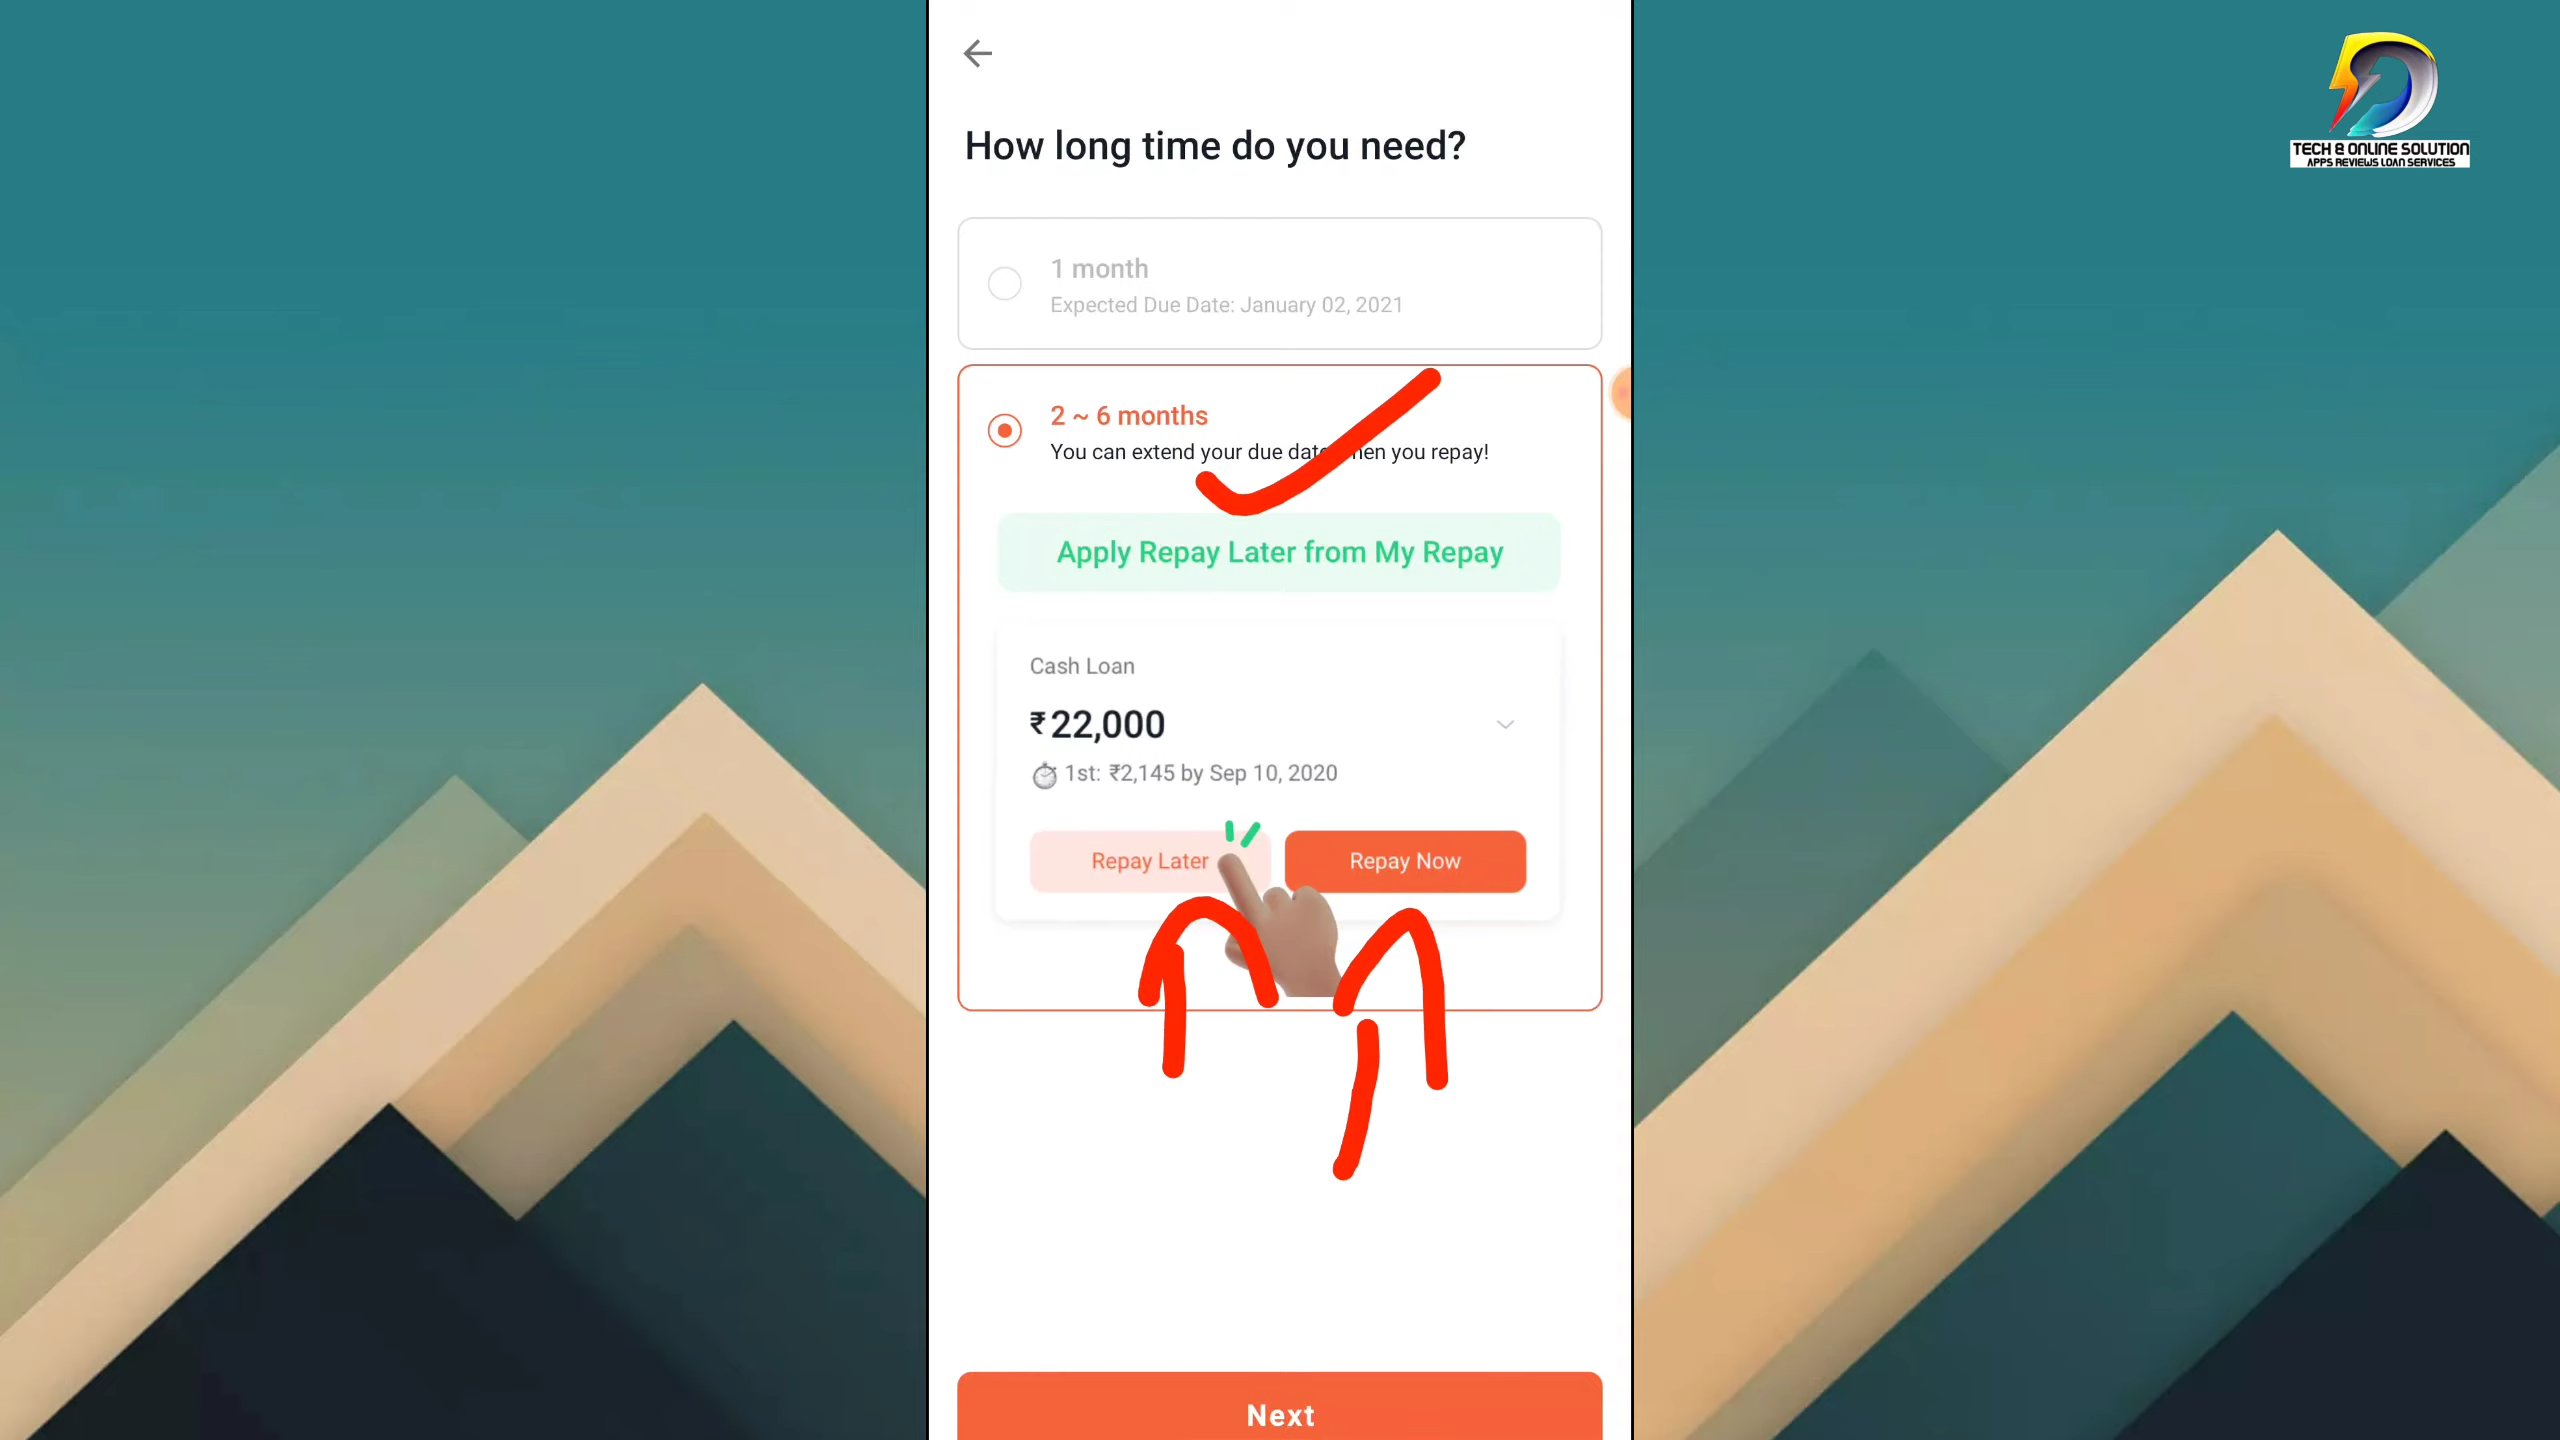 TECH & ONLINE SOLUTION
APPS REVIEWS LOAN SERVICES
How long time do you need?
1 month
Expected Due Date: January 02, 2021
2 ~ 6 months
You can extend your due date when you repay!
Apply Repay Later from My Repay
Cash Loan
₹22,000
1st: ₹2,145 by Sep 10, 2020
Repay Later
Repay Now
Next